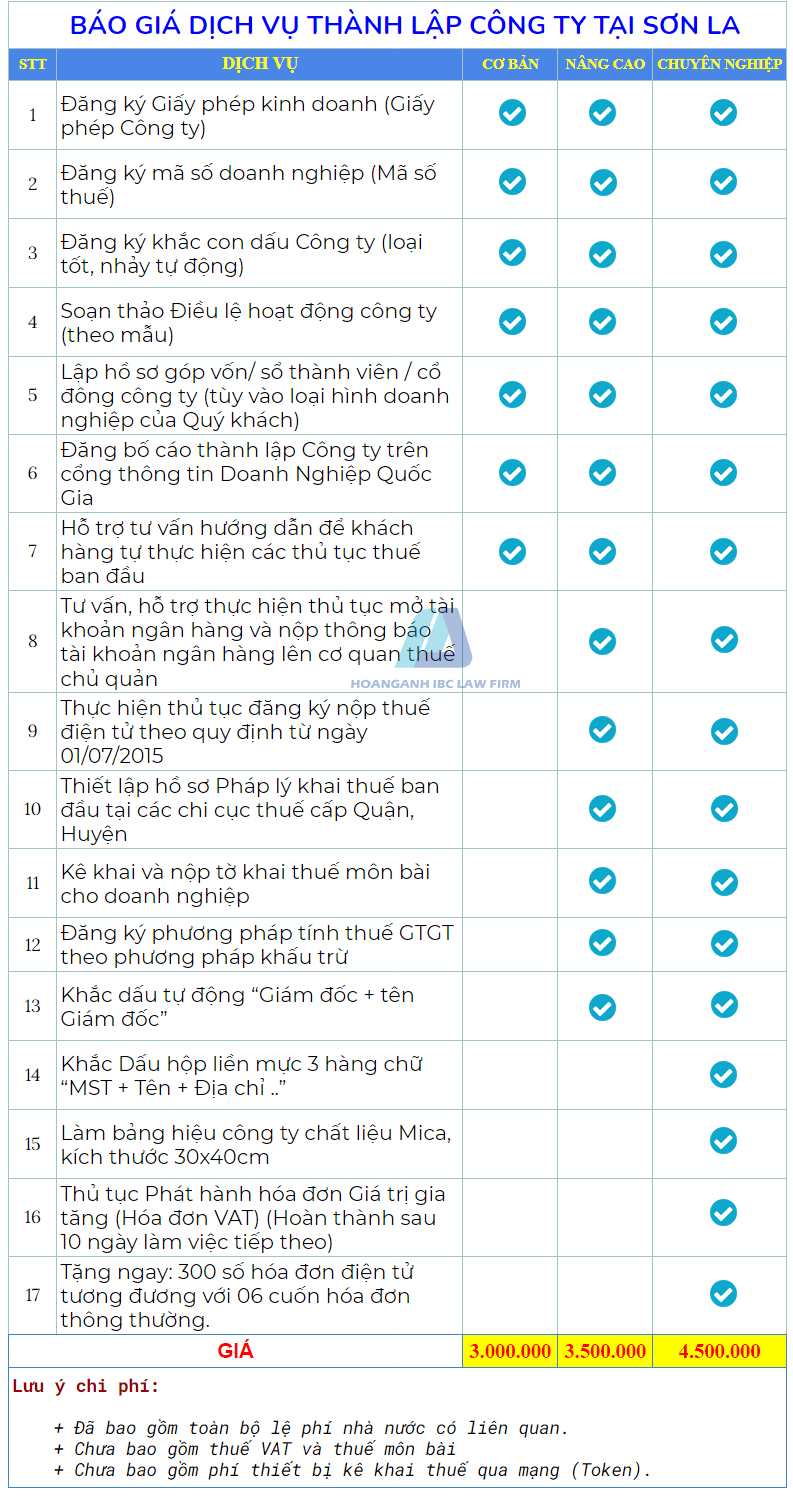 BÁO GIÁ DỊCH VỤ THÀNH LẬP CÔNG TY TẠI SƠN LA
STT DỊCH VỤ CƠ BẢN NÂNG CAO CHUYÊN NGHIỆP
1 Đăng ký Giấy phép kinh doanh (Giấy
phép Công ty)
2 Đăng ký mã số doanh nghiệp (Mã số
thuế)
3 Đăng ký khắc con dấu Công ty (loại
tốt, nhảy tự động)
4 Soạn thảo Điều lệ hoạt động công ty
(theo mẫu)
5 Lập hồ sơ góp vốn/ sổ thành viên / cổ
đông công ty (tùy vào loại hình doanh
nghiệp của Quý khách)
6 Đăng bố cáo thành lập Công ty trên
cổng thông tin Doanh Nghiệp Quốc
Gia
7 Hỗ trợ tư vấn hướng dẫn để khách
hàng tự thực hiện các thủ tục thuế
ban đầu
8 Tư vấn, hỗ trợ thực hiện thủ tục mở tài
khoản ngân hàng và nộp thông báo
tài khoản ngân hàng lên cơ quan thuế
chủ quản
HOANGANH IBC LAW FIRM
9 Thực hiện thủ tục đăng ký nộp thuế
điện tử theo quy định từ ngày
01/07/2015
10 Thiết lập hồ sơ Pháp lý khai thuế ban
đầu tại các chi cục thuế cấp Quận,
Huyện
11 Kê khai và nộp tờ khai thuế môn bài
cho doanh nghiệp
12 Đăng ký phương pháp tính thuế GTGT
theo phương pháp khấu trừ
13 Khắc dấu tự động “Giám đốc + tên
Giám đốc”
14 Khắc Dấu hộp liền mực 3 hàng chữ
“MST + Tên + Địa chỉ ..”
15 Làm bảng hiệu công ty chất liệu Mica,
kích thước 30x40cm
16 Thủ tục Phát hành hóa đơn Giá trị gia
tăng (Hóa đơn VAT) (Hoàn thành sau
10 ngày làm việc tiếp theo)
17 Tặng ngay: 300 số hóa đơn điện tử
tương đương với 06 cuốn hóa đơn
thông thường.
GIÁ 3.000.000 3.500.000 4.500.000
Lưu ý chi phí:
+ Đã bao gồm toàn bộ lệ phí nhà nước có liên quan.
+ Chưa bao gồm thuế VAT và thuế môn bài
+ Chưa bao gồm phí thiết bị kê khai thuế qua mạng (Token).